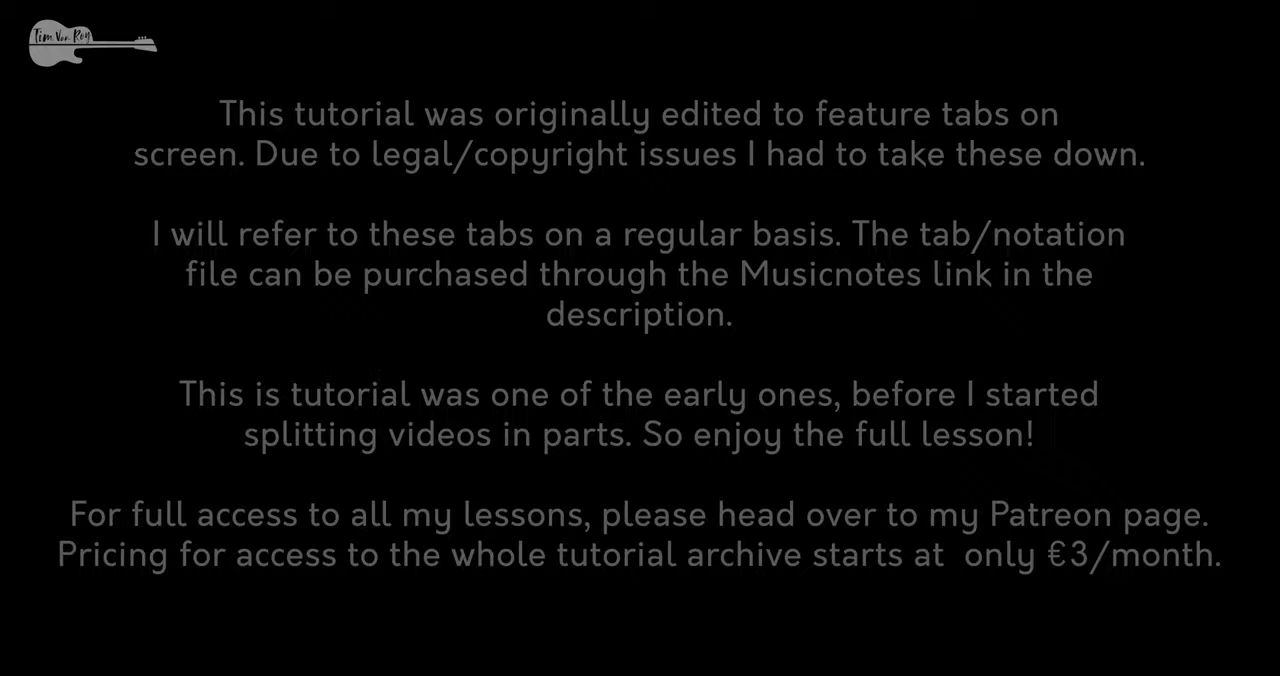 Tim Van Roy
This tutorial was originally edited to feature tabs on
screen. Due to legal/copyright issues I had to take these down.
I will refer to these tabs on a regular basis. The tab/notation
file can be purchased through the Musicnotes link in the
description.
This is tutorial was one of the early ones, before I started
splitting videos in parts. So enjoy the full lesson!
For full access to all my lessons, please head over to my Patreon page.
Pricing for access to the whole tutorial archive starts at only €3/month.